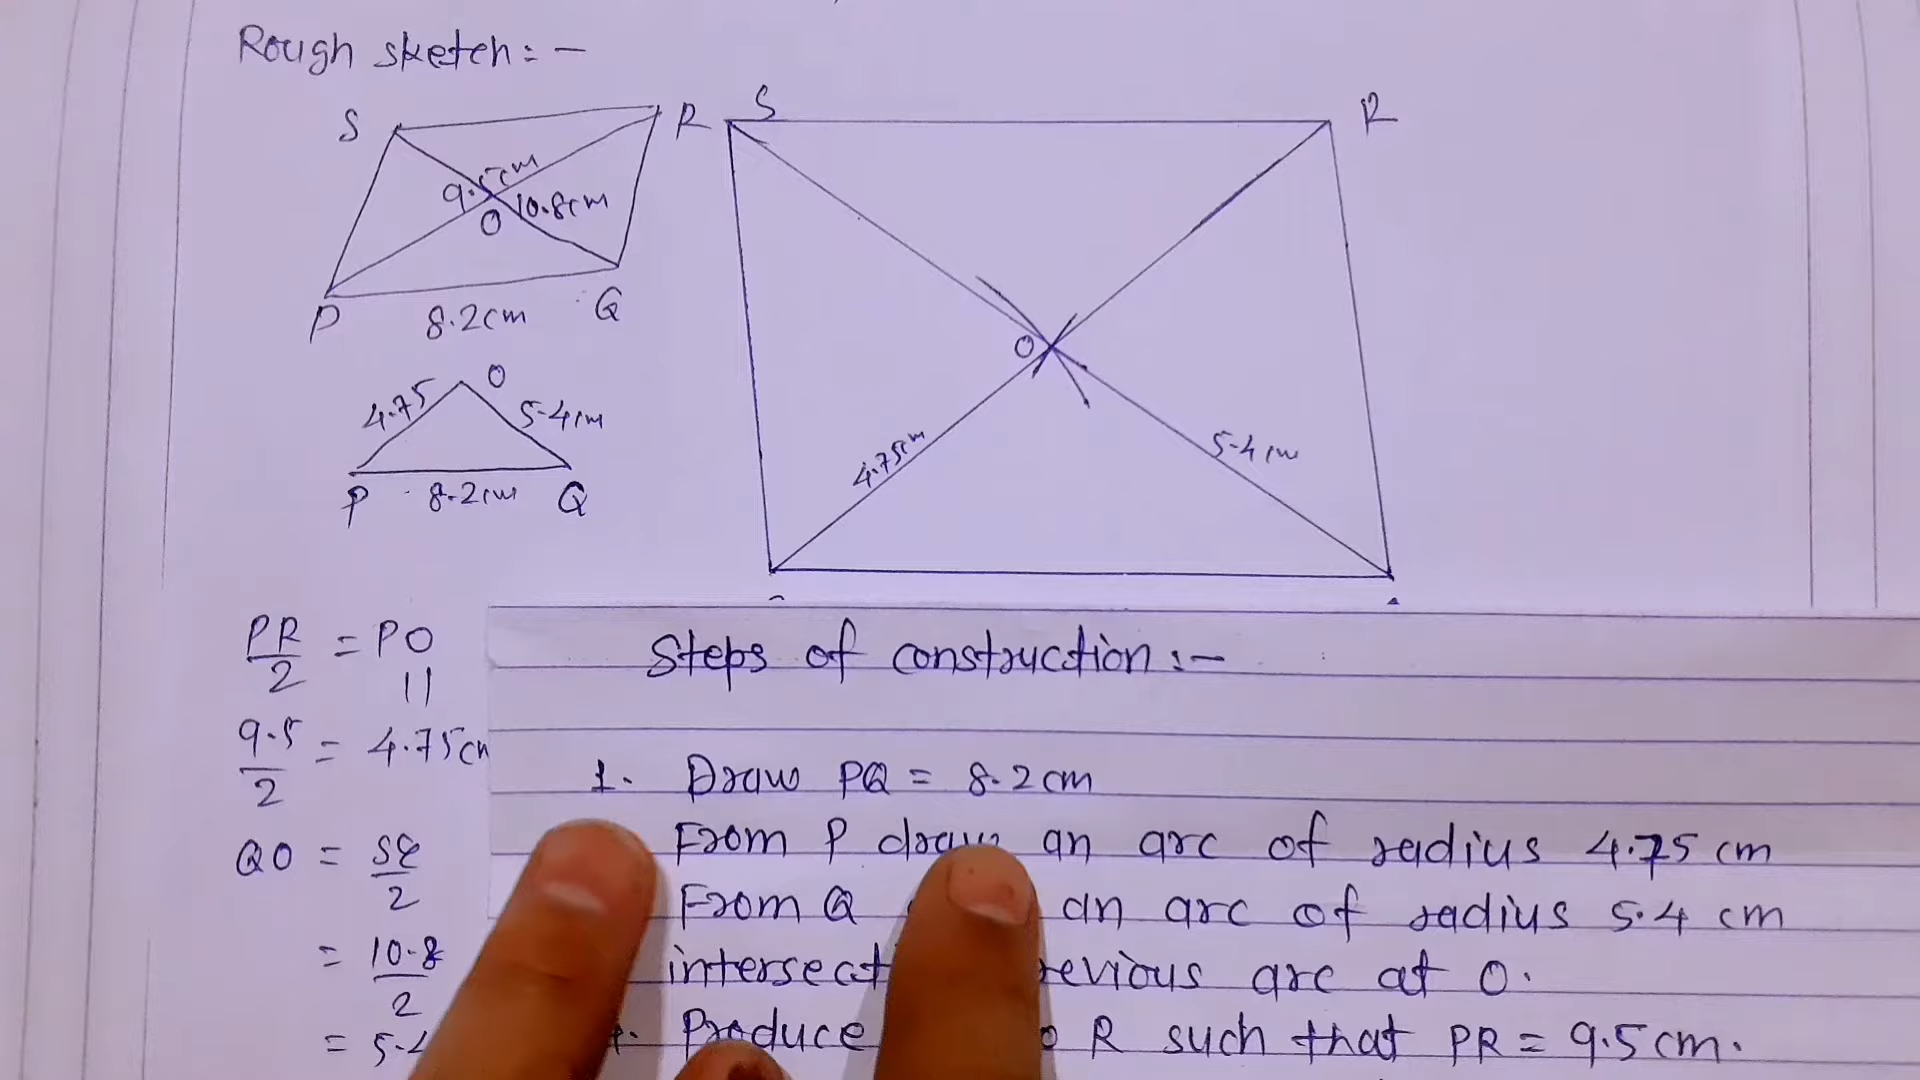 Rough sketch:-
S
R
9.5cm
10.8cm
O
P
8.2cm
Q
O
4.75
5.4cm
P
8.2cm
Q
S
R
O
4.75cm
5.4cm
PR/2 = PO
||
9.5/2 = 4.75cm
QO = SQ/2
= 10.8/2
= 5.4
Steps of construction:-
1. Draw PQ = 8.2cm
From P draw an arc of radius 4.75 cm
From Q an arc of radius 5.4 cm
arc at O.
Produce R such that PR = 9.5cm.